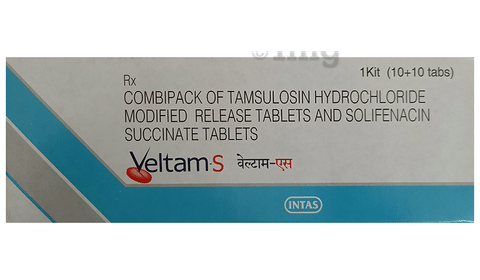 1mg
1Kit (10+10 tabs)
Rx
COMBIPACK OF TAMSULOSIN HYDROCHLORIDE
MODIFIED RELEASE TABLETS AND SOLIFENACIN
SUCCINATE TABLETS
Veltam-S वेल्टाम-एस
INTAS